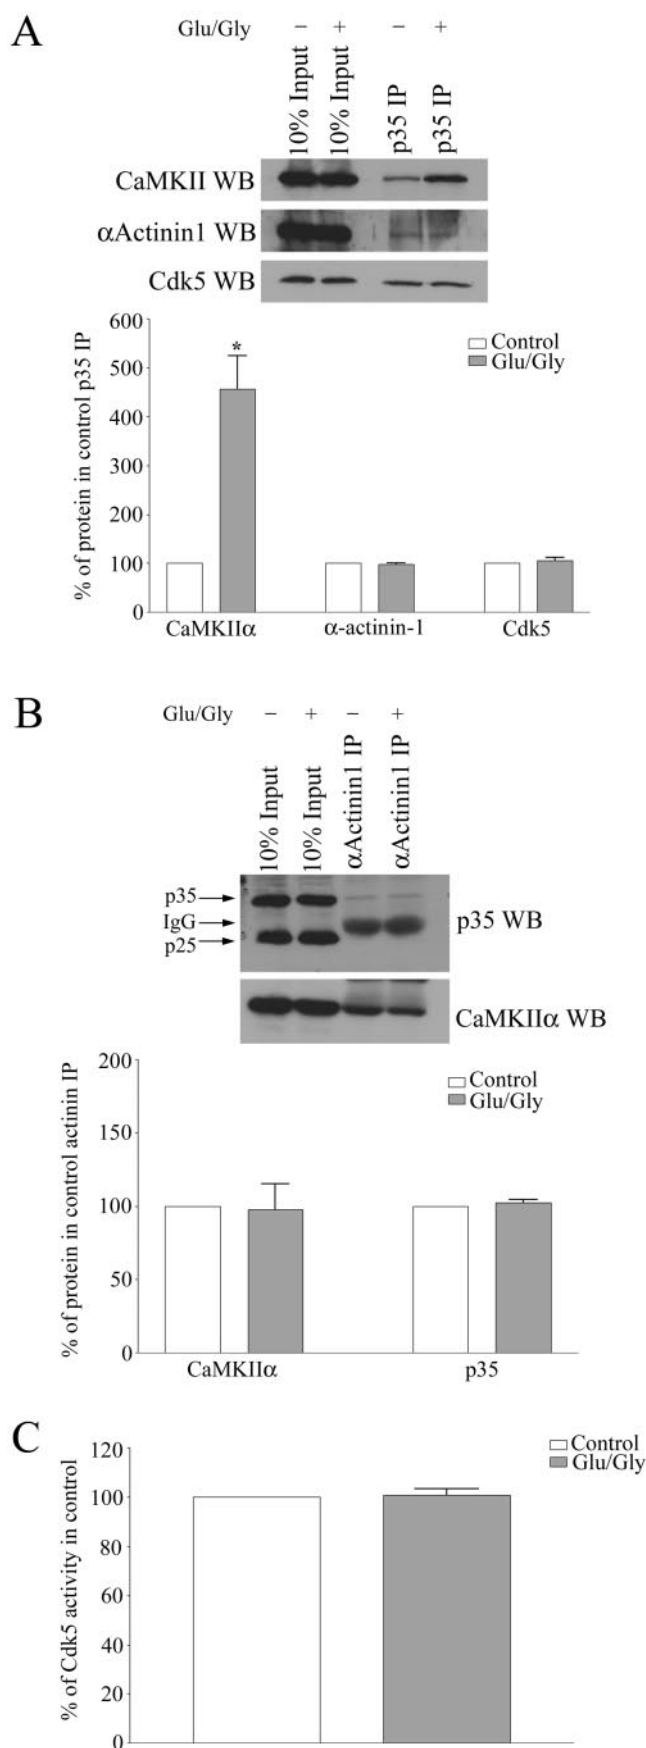 A
Glu/Gly − + − +
10% Input 10% Input p35 IP p35 IP
CaMKII WB
αActinin1 WB
Cdk5 WB
% of protein in control p35 IP
600
500
400
300
200
100
0
*
Control
Glu/Gly
CaMKIIα α-actinin-1 Cdk5
B
Glu/Gly − + − +
10% Input 10% Input αActinin1 IP αActinin1 IP
p35
IgG
p25
p35 WB
CaMKIIα WB
% of protein in control actinin IP
200
150
100
50
0
Control
Glu/Gly
CaMKIIα p35
C
% of Cdk5 activity in control
120
100
80
60
40
20
0
Control
Glu/Gly